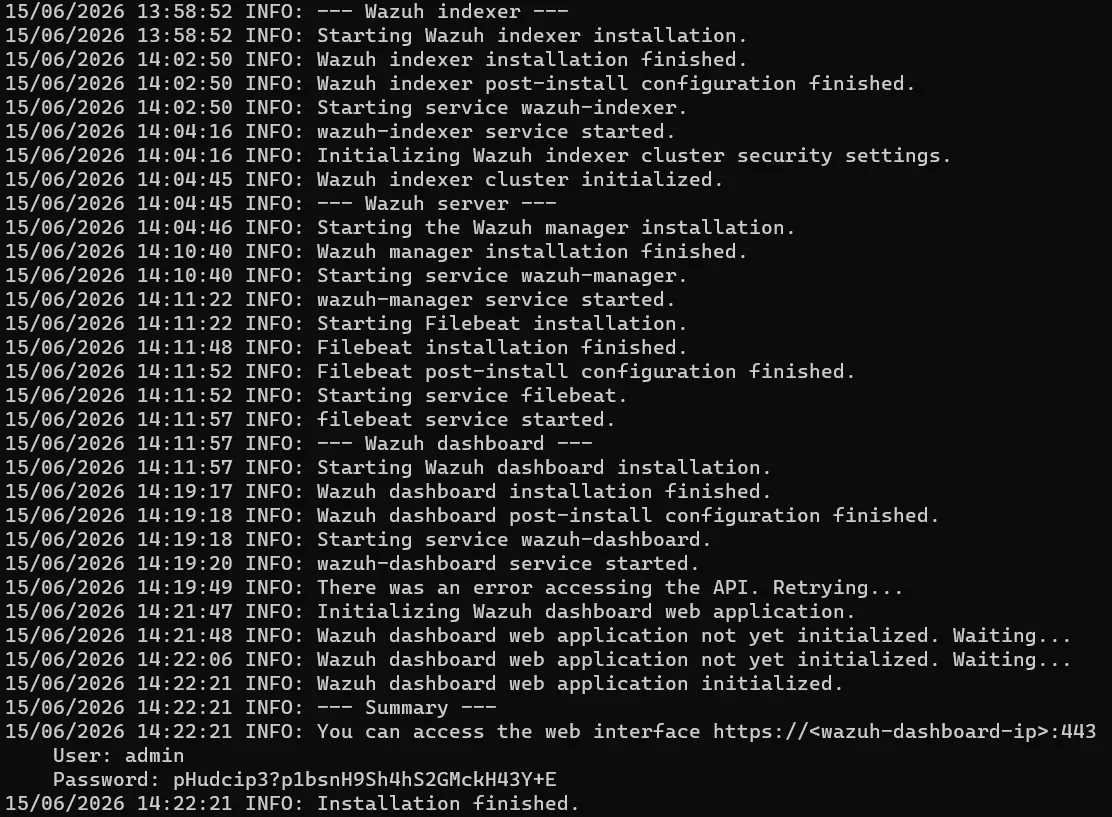 15/06/2026 13:58:52 INFO: --- Wazuh indexer ---
15/06/2026 13:58:52 INFO: Starting Wazuh indexer installation.
15/06/2026 14:02:50 INFO: Wazuh indexer installation finished.
15/06/2026 14:02:50 INFO: Wazuh indexer post-install configuration finished.
15/06/2026 14:02:50 INFO: Starting service wazuh-indexer.
15/06/2026 14:04:16 INFO: wazuh-indexer service started.
15/06/2026 14:04:16 INFO: Initializing Wazuh indexer cluster security settings.
15/06/2026 14:04:45 INFO: Wazuh indexer cluster initialized.
15/06/2026 14:04:45 INFO: --- Wazuh server ---
15/06/2026 14:04:46 INFO: Starting the Wazuh manager installation.
15/06/2026 14:10:40 INFO: Wazuh manager installation finished.
15/06/2026 14:10:40 INFO: Starting service wazuh-manager.
15/06/2026 14:11:22 INFO: wazuh-manager service started.
15/06/2026 14:11:22 INFO: Starting Filebeat installation.
15/06/2026 14:11:48 INFO: Filebeat installation finished.
15/06/2026 14:11:52 INFO: Filebeat post-install configuration finished.
15/06/2026 14:11:52 INFO: Starting service filebeat.
15/06/2026 14:11:57 INFO: filebeat service started.
15/06/2026 14:11:57 INFO: --- Wazuh dashboard ---
15/06/2026 14:11:57 INFO: Starting Wazuh dashboard installation.
15/06/2026 14:19:17 INFO: Wazuh dashboard installation finished.
15/06/2026 14:19:18 INFO: Wazuh dashboard post-install configuration finished.
15/06/2026 14:19:18 INFO: Starting service wazuh-dashboard.
15/06/2026 14:19:20 INFO: wazuh-dashboard service started.
15/06/2026 14:19:49 INFO: There was an error accessing the API. Retrying...
15/06/2026 14:21:47 INFO: Initializing Wazuh dashboard web application.
15/06/2026 14:21:48 INFO: Wazuh dashboard web application not yet initialized. Waiting...
15/06/2026 14:22:06 INFO: Wazuh dashboard web application not yet initialized. Waiting...
15/06/2026 14:22:21 INFO: Wazuh dashboard web application initialized.
15/06/2026 14:22:21 INFO: --- Summary ---
15/06/2026 14:22:21 INFO: You can access the web interface https://<wazuh-dashboard-ip>:443
User: admin
Password: pHudcip3?p1bsnH9Sh4hS2GMckH43Y+E
15/06/2026 14:22:21 INFO: Installation finished.